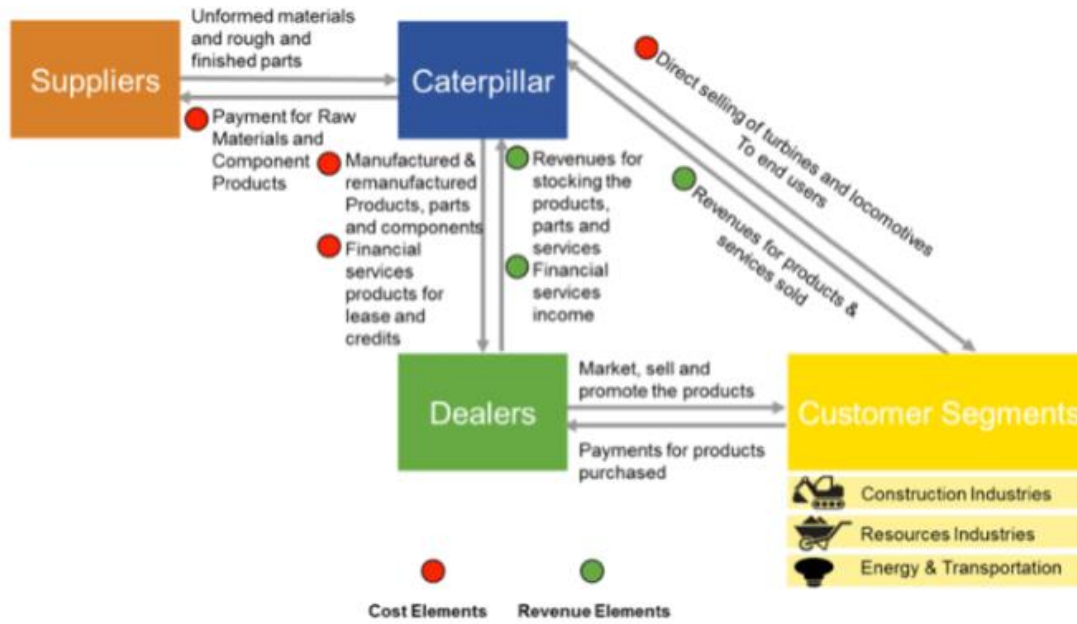 Unformed materials
and rough and
finished parts
Suppliers
Caterpillar
Payment for Raw
Materials and
Component
Products
Manufactured &
remanufactured
Products, parts
and components
Financial
services
products for
lease and
credits
Revenues for
stocking the
products,
parts and
services
Financial
services
income
Direct selling of turbines and locomotives
To end users
Revenues for products &
services sold
Dealers
Market, sell and
promote the products
Payments for products
purchased
Customer Segments
Construction Industries
Resources Industries
Energy & Transportation
Cost Elements
Revenue Elements